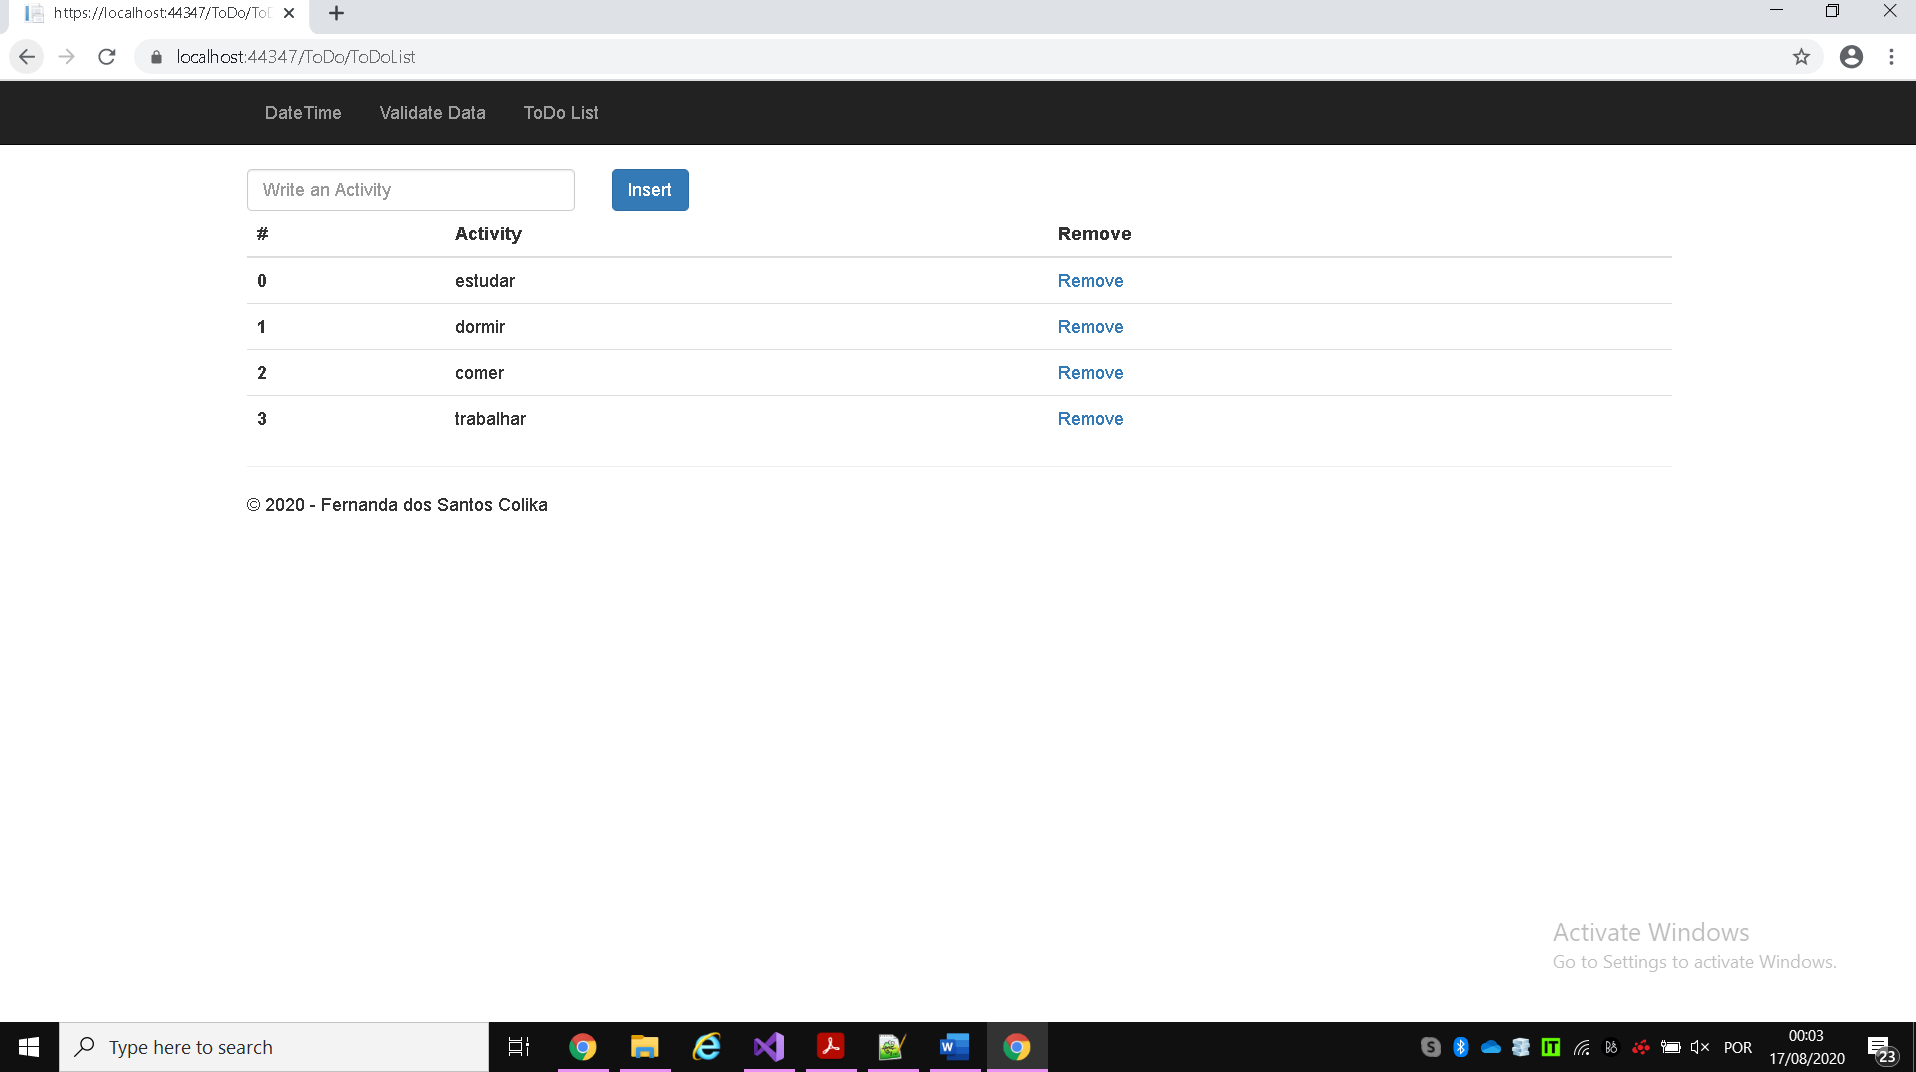 https://localhost:44347/ToDo/ToD
localhost:44347/ToDo/ToDoList
DateTime Validate Data ToDo List
Write an Activity Insert
# Activity Remove
0 estudar Remove
1 dormir Remove
2 comer Remove
3 trabalhar Remove
© 2020 - Fernanda dos Santos Colika
Activate Windows
Go to Settings to activate Windows.
Type here to search
POR
00:03
17/08/2020
23